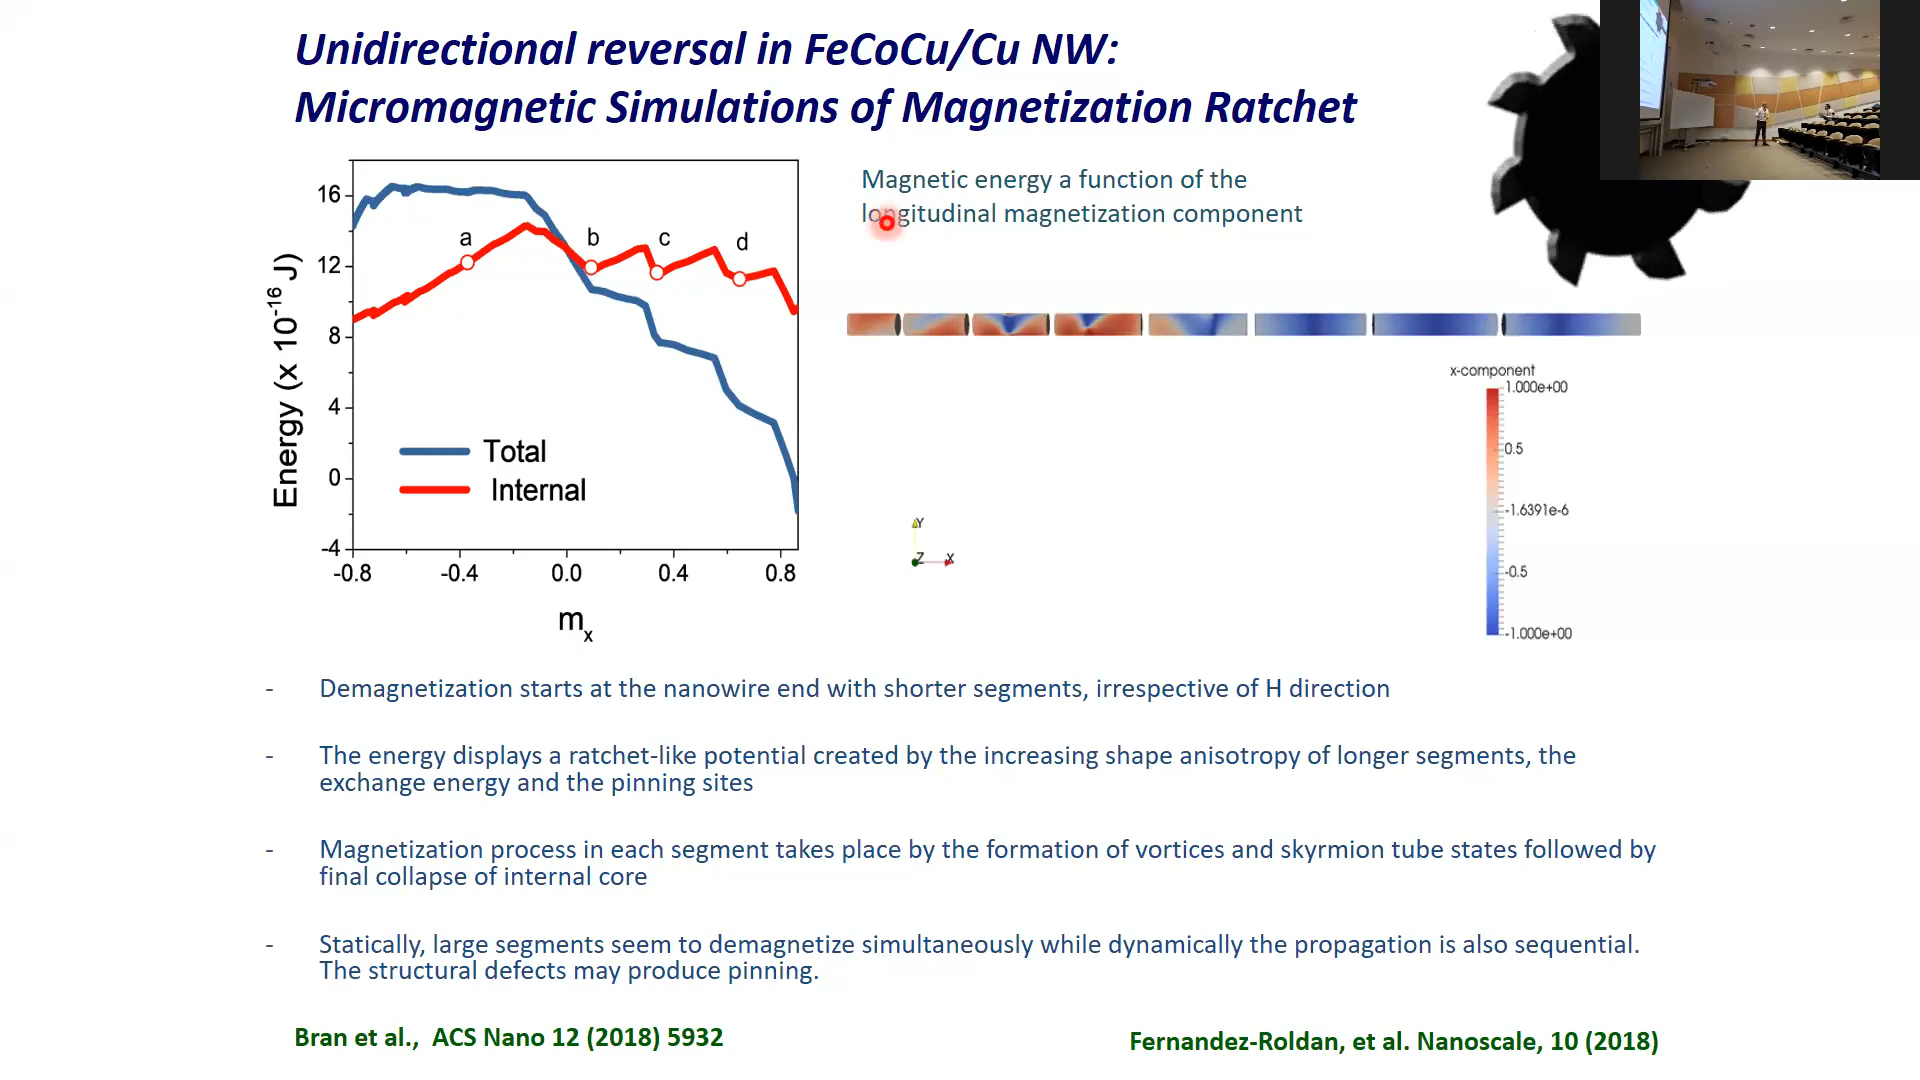 Unidirectional reversal in FeCoCu/Cu NW:
Micromagnetic Simulations of Magnetization Ratchet
Magnetic energy a function of the
longitudinal magnetization component
Energy (x 10-16 J)
16
12
8
4
0
-4
a
b
c
d
Total
Internal
-0.8
-0.4
0.0
0.4
0.8
mx
x-component
1.000e+00
0.5
-1.6391e-6
-0.5
-1.000e+00
Y
Z
X
- Demagnetization starts at the nanowire end with shorter segments, irrespective of H direction
- The energy displays a ratchet-like potential created by the increasing shape anisotropy of longer segments, the
exchange energy and the pinning sites
- Magnetization process in each segment takes place by the formation of vortices and skyrmion tube states followed by
final collapse of internal core
- Statically, large segments seem to demagnetize simultaneously while dynamically the propagation is also sequential.
The structural defects may produce pinning.
Bran et al., ACS Nano 12 (2018) 5932
Fernandez-Roldan, et al. Nanoscale, 10 (2018)